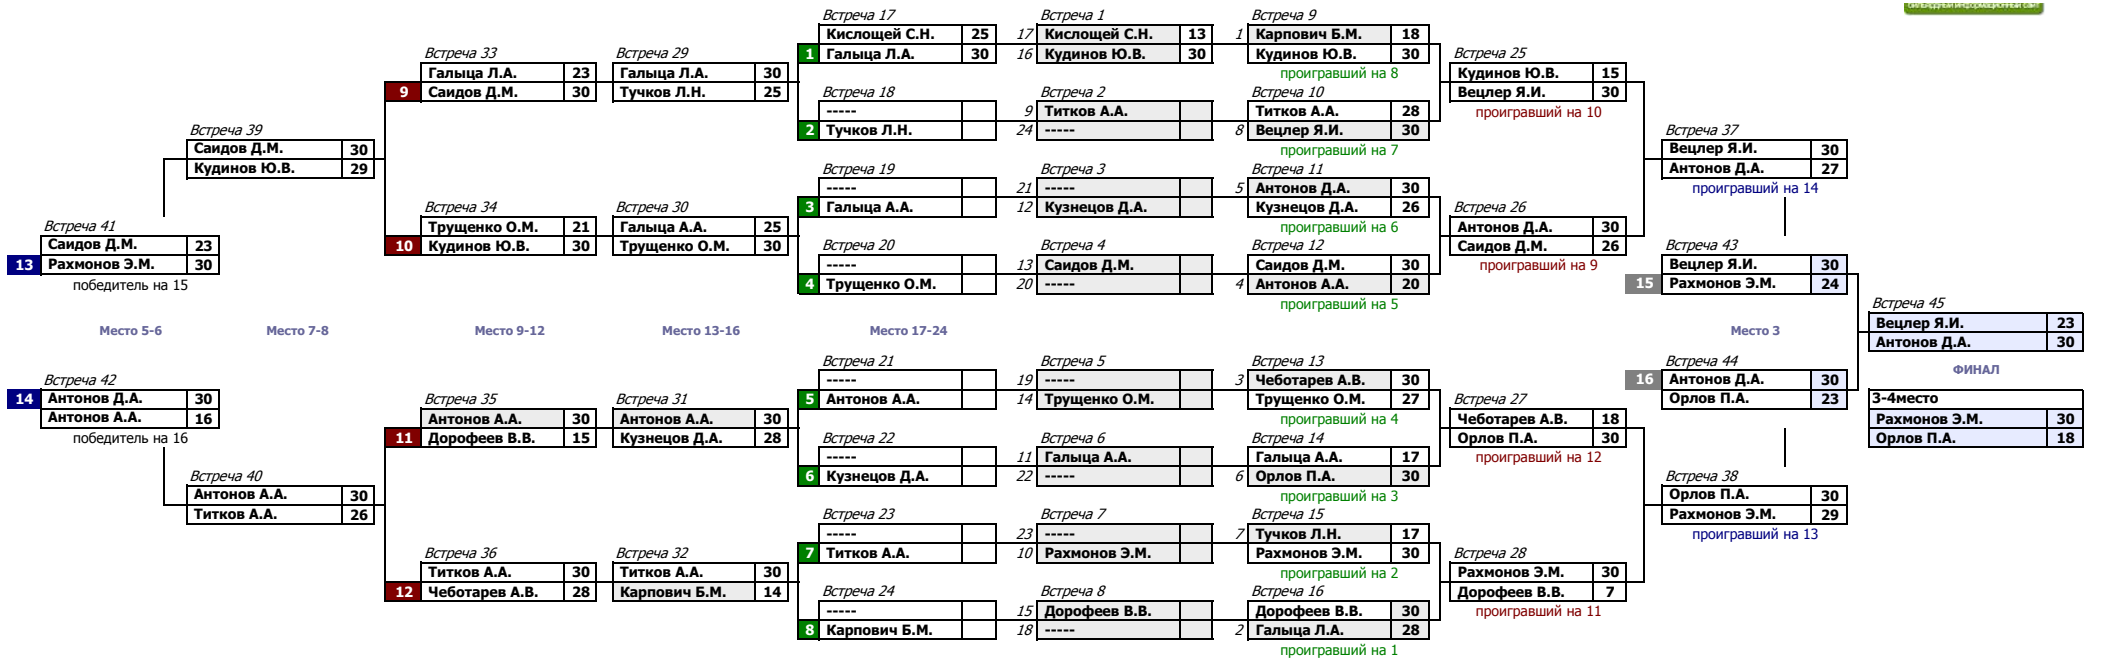 бильярдный информационный сайт
Встреча 17 Встреча 1 Встреча 9
Кислощей С.Н. 25 17 Кислощей С.Н. 13 1 Карпович Б.М. 18
Встреча 33 Встреча 29 1 Галыца Л.А. 30 16 Кудинов Ю.В. 30 Кудинов Ю.В. 30 Встреча 25
Галыца Л.А. 23 Галыца Л.А. 30 проигравший на 8 Кудинов Ю.В. 15
9 Саидов Д.М. 30 Тучков Л.Н. 25 Встреча 18 Встреча 2 Встреча 10 Вецлер Я.И. 30
----- 9 Титков А.А. Титков А.А. 28 проигравший на 10
Встреча 39 2 Тучков Л.Н. 24 ----- 8 Вецлер Я.И. 30 Встреча 37
Саидов Д.М. 30 проигравший на 7 Вецлер Я.И. 30
Кудинов Ю.В. 29 Встреча 19 Встреча 3 Встреча 11 Антонов Д.А. 27
----- 21 ----- 5 Антонов Д.А. 30 проигравший на 14
Встреча 34 Встреча 30 3 Галыца А.А. 12 Кузнецов Д.А. Кузнецов Д.А. 26 Встреча 26
Встреча 41 Трущенко О.М. 21 Галыца А.А. 25 проигравший на 6 Антонов Д.А. 30
Саидов Д.М. 23 10 Кудинов Ю.В. 30 Трущенко О.М. 30 Встреча 20 Встреча 4 Встреча 12 Саидов Д.М. 26 Встреча 43
13 Рахмонов Э.М. 30 ----- 13 Саидов Д.М. Саидов Д.М. 30 проигравший на 9 Вецлер Я.И. 30
победитель на 15 4 Трущенко О.М. 20 ----- 4 Антонов А.А. 20 15 Рахмонов Э.М. 24
проигравший на 5 Встреча 45
Место 5-6 Место 7-8 Место 9-12 Место 13-16 Место 17-24 Место 3 Вецлер Я.И. 23
Антонов Д.А. 30
Встреча 21 Встреча 5 Встреча 13 Встреча 44 ФИНАЛ
Встреча 42 ----- 19 ----- 3 Чеботарев А.В. 30 16 Антонов Д.А. 30
14 Антонов Д.А. 30 Встреча 35 Встреча 31 5 Антонов А.А. 14 Трущенко О.М. Трущенко О.М. 27 Встреча 27 Орлов П.А. 23 3-4место
Антонов А.А. 16 Антонов А.А. 30 Антонов А.А. 30 проигравший на 4 Чеботарев А.В. 18 Рахмонов Э.М. 30
победитель на 16 11 Дорофеев В.В. 15 Кузнецов Д.А. 28 Встреча 22 Встреча 6 Встреча 14 Орлов П.А. 30 Орлов П.А. 18
----- 11 Галыца А.А. Галыца А.А. 17 проигравший на 12
Встреча 40 6 Кузнецов Д.А. 22 ----- 6 Орлов П.А. 30 Встреча 38
Антонов А.А. 30 проигравший на 3 Орлов П.А. 30
Титков А.А. 26 Встреча 23 Встреча 7 Встреча 15 Рахмонов Э.М. 29
----- 23 ----- 7 Тучков Л.Н. 17 проигравший на 13
Встреча 36 Встреча 32 7 Титков А.А. 10 Рахмонов Э.М. Рахмонов Э.М. 30 Встреча 28
Титков А.А. 30 Титков А.А. 30 проигравший на 2 Рахмонов Э.М. 30
12 Чеботарев А.В. 28 Карпович Б.М. 14 Встреча 24 Встреча 8 Встреча 16 Дорофеев В.В. 7
----- 15 Дорофеев В.В. Дорофеев В.В. 30 проигравший на 11
8 Карпович Б.М. 18 ----- 2 Галыца Л.А. 28
проигравший на 1